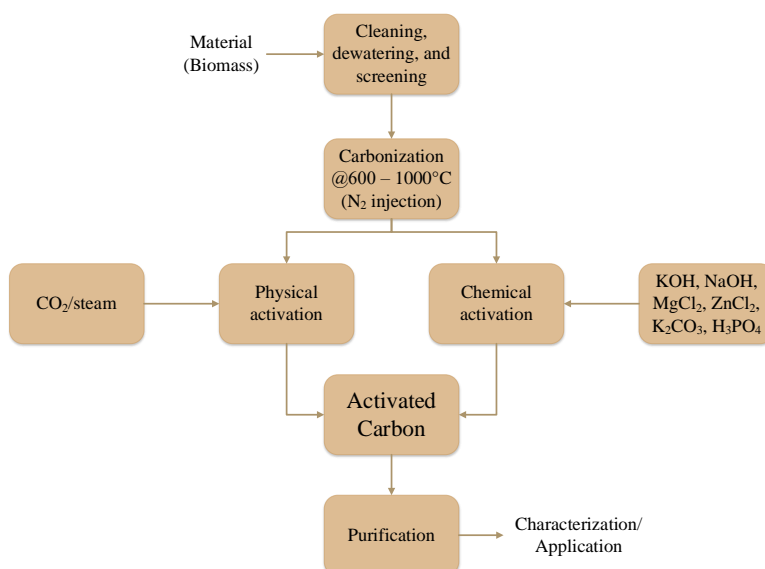 Material
(Biomass)
Cleaning,
dewatering, and
screening
Carbonization
@600 – 1000°C
(N₂ injection)
CO₂/steam
Physical
activation
Chemical
activation
KOH, NaOH,
MgCl₂, ZnCl₂,
K₂CO₃, H₃PO₄
Activated
Carbon
Purification
Characterization/
Application